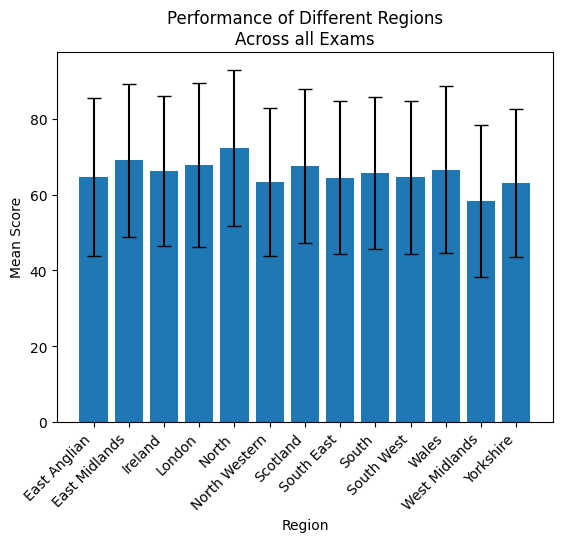 Performance of Different Regions
Across all Exams
Mean Score
80
60
40
20
0
East Anglian
East Midlands
Ireland
London
North
North Western
Scotland
South East
South
South West
Wales
West Midlands
Yorkshire
Region